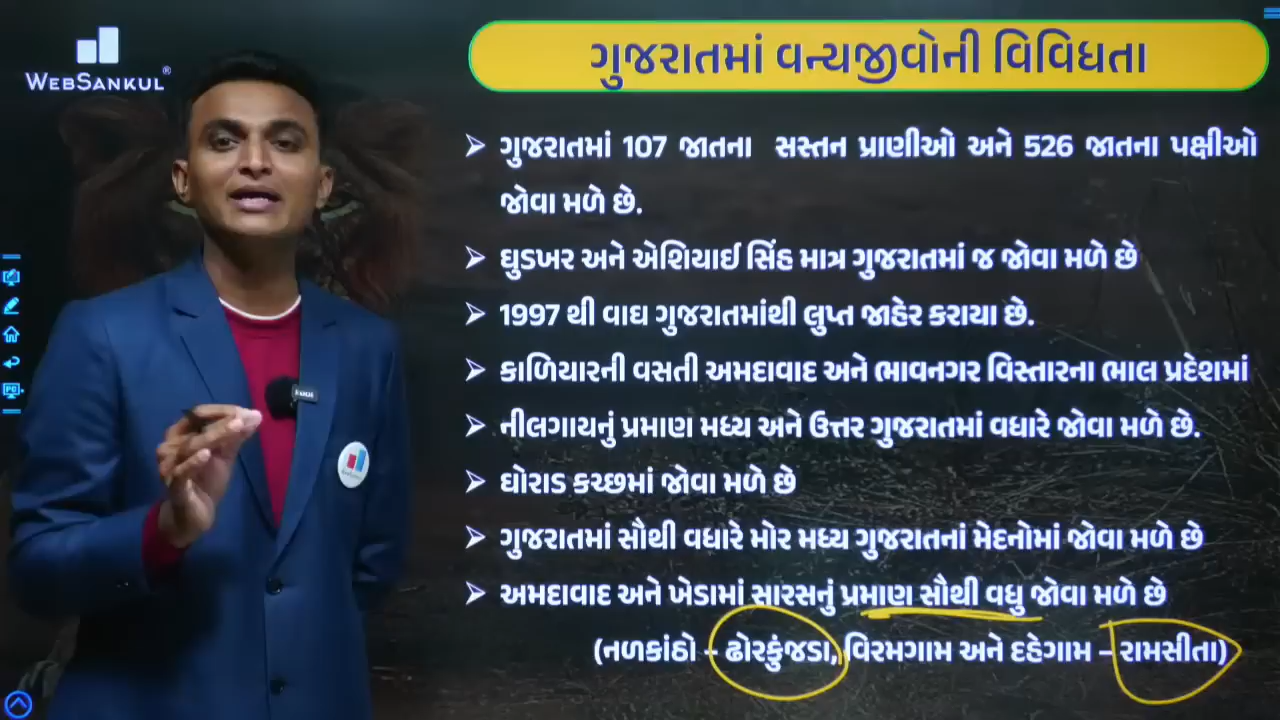 WEBSANKUL®
ગુજરાતમાં વન્યજીવોની વિવિધતા
➢ ગુજરાતમાં 107 જાતના સસ્તન પ્રાણીઓ અને 526 જાતના પક્ષીઓ
જોવા મળે છે.
➢ ઘુડખર અને એશિયાઈ સિંહ માત્ર ગુજરાતમાં જ જોવા મળે છે
➢ 1997 થી વાઘ ગુજરાતમાંથી લુપ્ત જાહેર કરાયા છે.
➢ કાળિયારની વસતી અમદાવાદ અને ભાવનગર વિસ્તારના ભાલ પ્રદેશમાં
➢ નીલગાયનું પ્રમાણ મધ્ય અને ઉત્તર ગુજરાતમાં વધારે જોવા મળે છે.
➢ ઘોરાડ કચ્છમાં જોવા મળે છે
➢ ગુજરાતમાં સૌથી વધારે મોર મધ્ય ગુજરાતનાં મેદનોમાં જોવા મળે છે
➢ અમદાવાદ અને ખેડામાં સારસનું પ્રમાણ સૌથી વધુ જોવા મળે છે
(નળકાંઠો – ઢોરકુંજડા, વિરમગામ અને દહેગામ – રામસીતા)